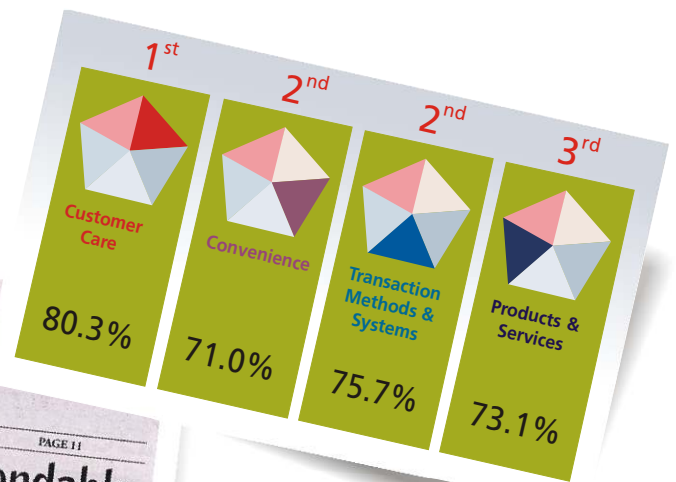 1st
2nd
2nd
3rd
Customer
Care
Convenience
Transaction
Methods &
Systems
Products &
Services
80.3%
71.0%
75.7%
73.1%
PAGE 11